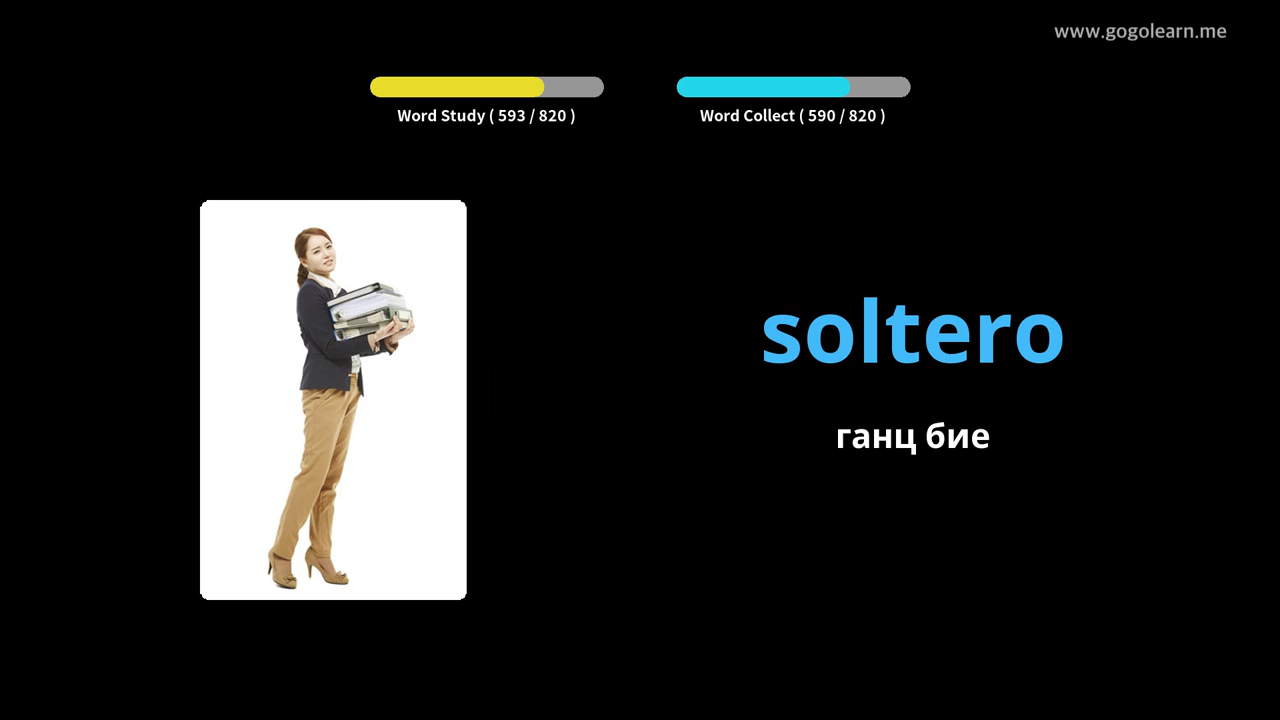 www.gogolearn.me
Word Study ( 593 / 820 )
Word Collect ( 590 / 820 )
soltero
ганц бие